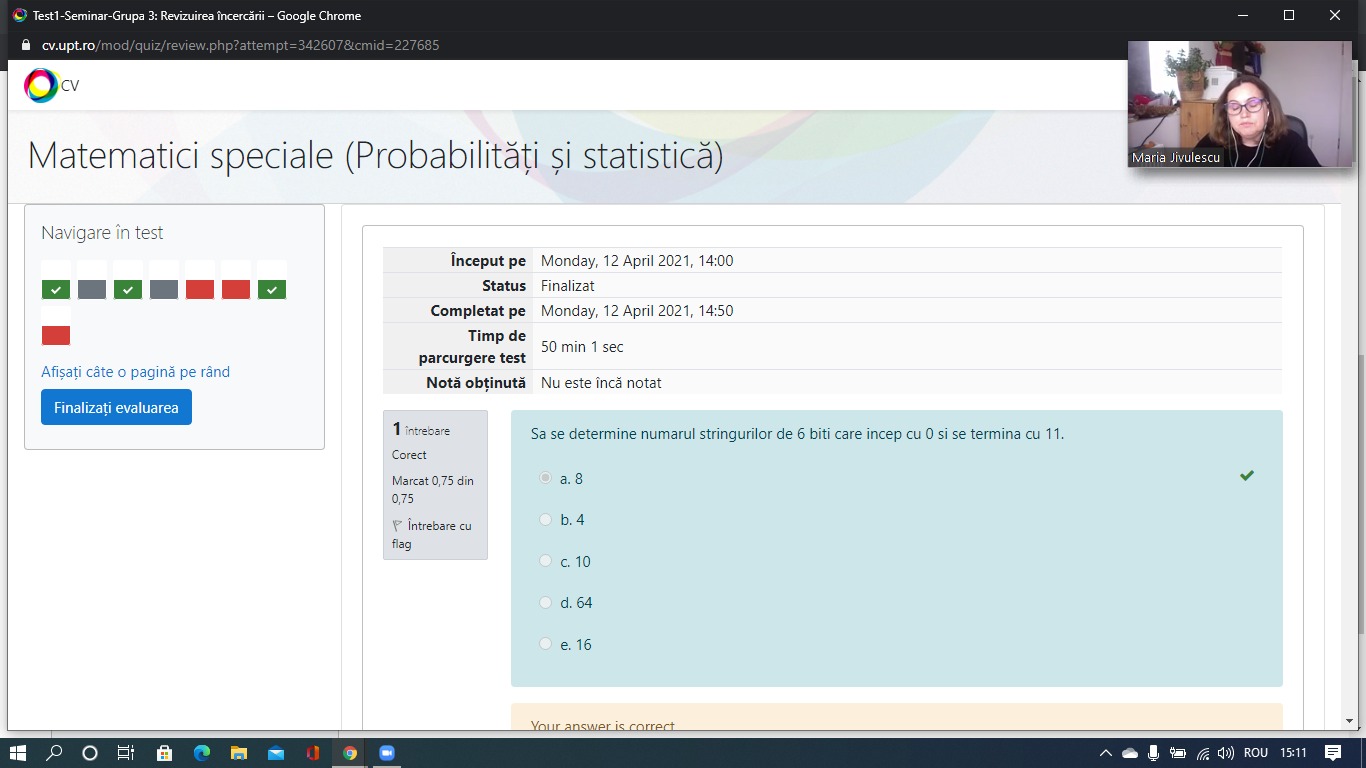 Test1-Seminar-Grupa 3: Revizuirea încercării – Google Chrome
cv.upt.ro/mod/quiz/review.php?attempt=342607&cmid=227685
CV
Maria Jivulescu
Matematici speciale (Probabilități și statistică)
Navigare în test
Afișați câte o pagină pe rând
Finalizați evaluarea
Început pe Monday, 12 April 2021, 14:00
Status Finalizat
Completat pe Monday, 12 April 2021, 14:50
Timp de
parcurgere test 50 min 1 sec
Notă obținută Nu este încă notat
1 întrebare
Corect
Marcat 0,75 din
0,75
Întrebare cu
flag
Sa se determine numarul stringurilor de 6 biti care incep cu 0 si se termina cu 11.
a. 8
b. 4
c. 10
d. 64
e. 16
Your answer is correct
ROU 15:11